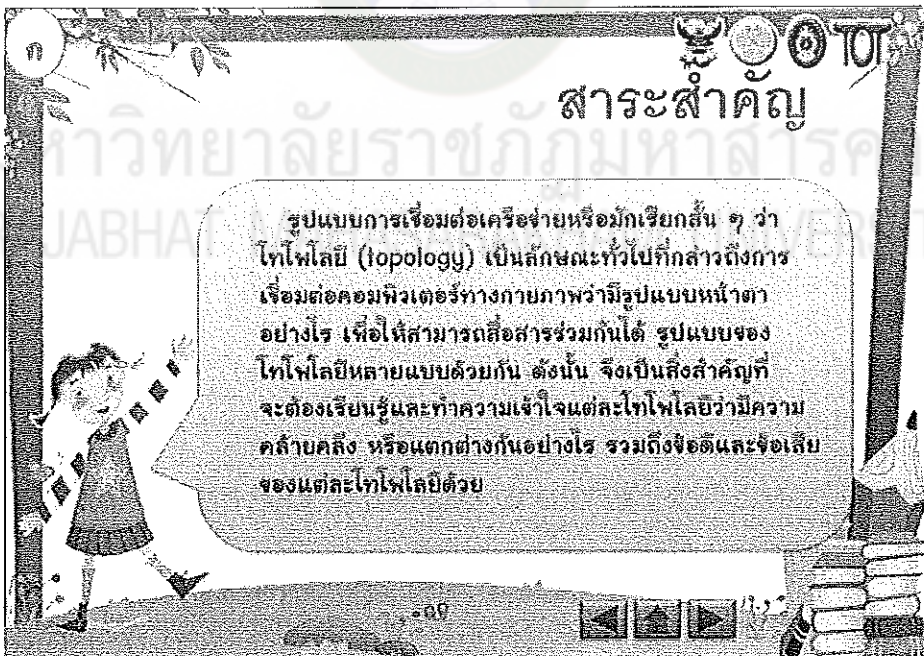 ก
สาระสำคัญ
รูปแบบการเชื่อมต่อเครือข่ายหรือมักเรียกสั้น ๆ ว่า
โทโพโลยี (topology) เป็นลักษณะทั่วไปที่กล่าวถึงการ
เชื่อมต่อคอมพิวเตอร์ทางกายภาพว่ามีรูปแบบหน้าตา
อย่างไร เพื่อให้สามารถสื่อสารร่วมกันได้ รูปแบบของ
โทโพโลยีหลายแบบด้วยกัน ดังนั้น จึงเป็นสิ่งสำคัญที่
จะต้องเรียนรู้และทำความเข้าใจแต่ละโทโพโลยีว่ามีความ
คล้ายคลึง หรือแตกต่างกันอย่างไร รวมถึงข้อดีและข้อเสีย
ของแต่ละโทโพโลยีด้วย